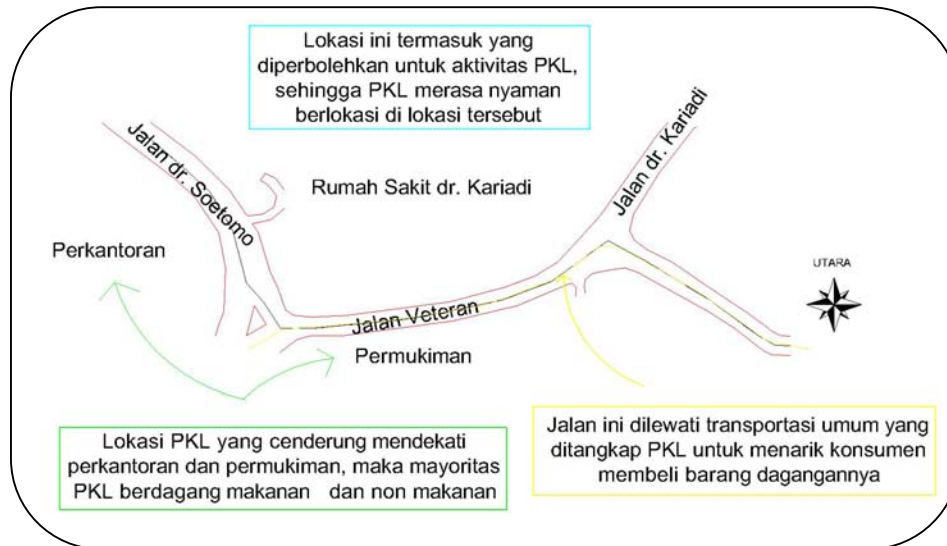 Lokasi ini termasuk yang
diperbolehkan untuk aktivitas PKL,
sehingga PKL merasa nyaman
berlokasi di lokasi tersebut
Jalan dr. Soetomo
Rumah Sakit dr. Kariadi
Jalan dr. Kariadi
Perkantoran
UTARA
Jalan Veteran
Permukiman
Lokasi PKL yang cenderung mendekati
perkantoran dan permukiman, maka mayoritas
PKL berdagang makanan dan non makanan
Jalan ini dilewati transportasi umum yang
ditangkap PKL untuk menarik konsumen
membeli barang dagangannya